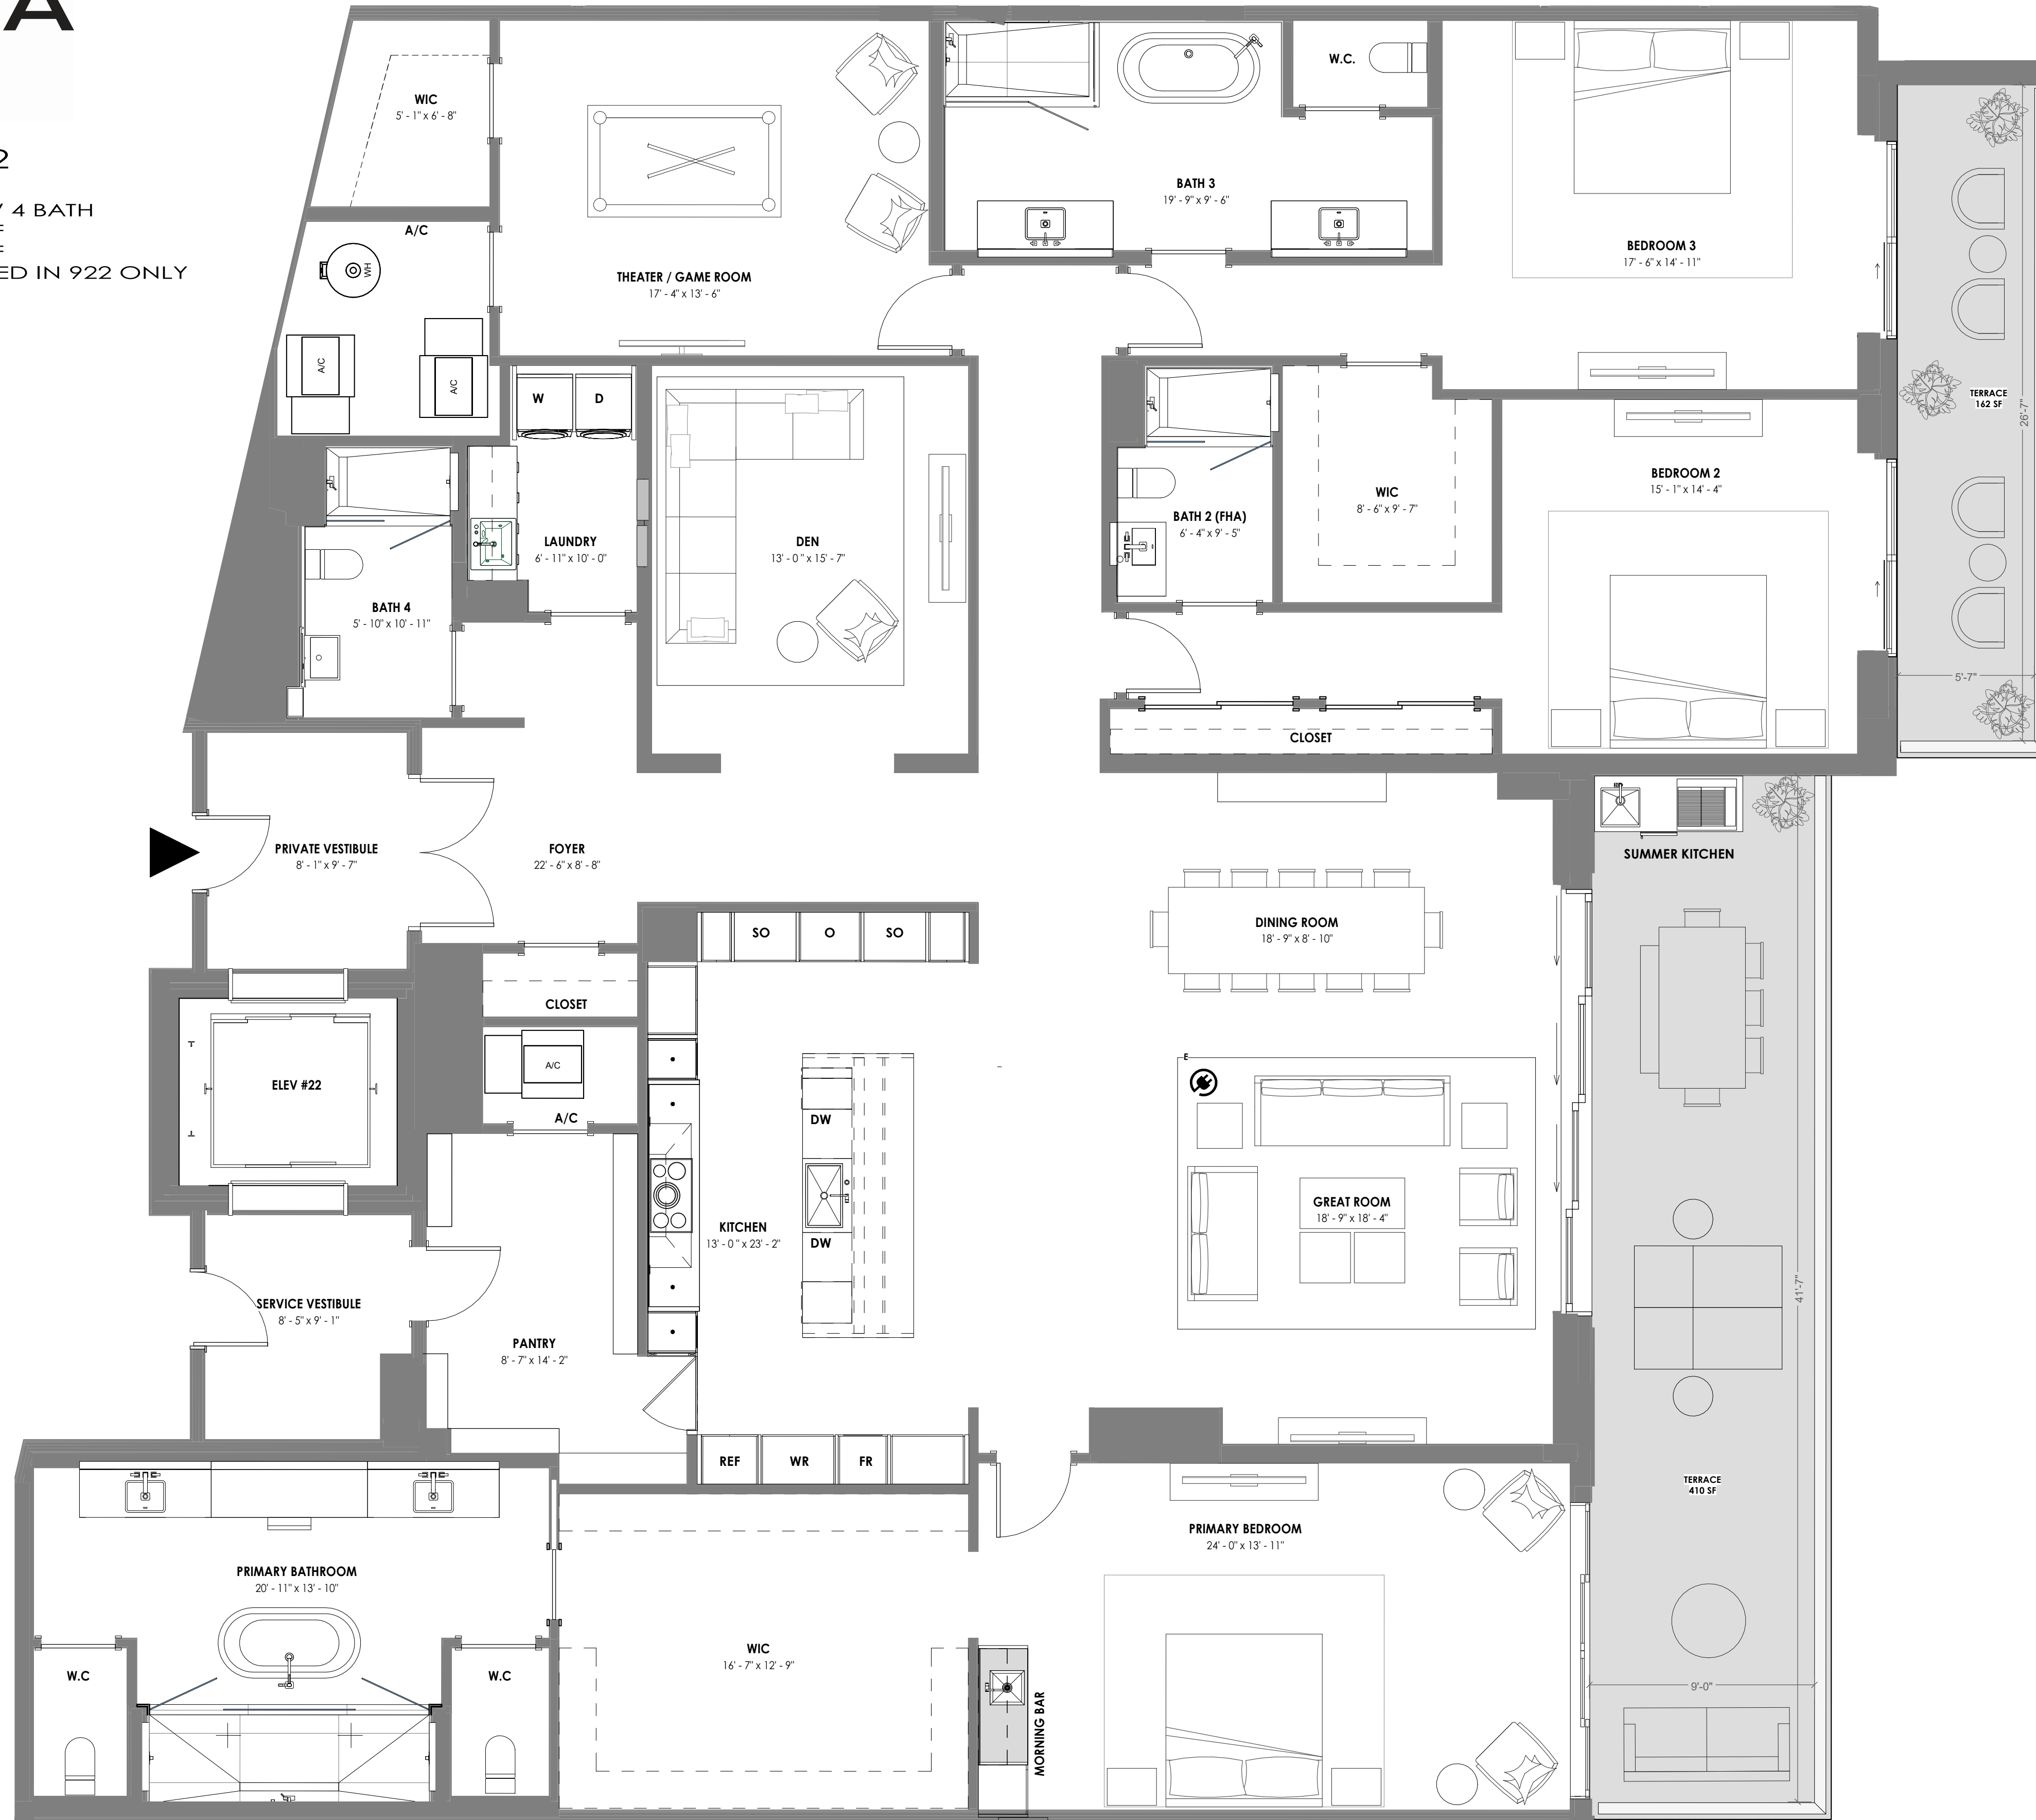 A
2
/ 4 BATH
F
F
ED IN 922 ONLY
WIC
5' - 1" x 6' - 8"
A/C
WH
A/C
A/C
THEATER / GAME ROOM
17' - 4" x 13' - 6"
W.C.
BATH 3
19' - 9" x 9' - 6"
BEDROOM 3
17' - 6" x 14' - 11"
TERRACE
162 SF
26'-7"
5'-7"
W
D
LAUNDRY
6' - 11" x 10' - 0"
BATH 4
5' - 10" x 10' - 11"
DEN
13' - 0 " x 15' - 7"
BATH 2 (FHA)
6' - 4" x 9' - 5"
WIC
8' - 6" x 9' - 7"
BEDROOM 2
15' - 1" x 14' - 4"
CLOSET
PRIVATE VESTIBULE
8' - 1" x 9' - 7"
FOYER
22' - 6" x 8' - 8"
SUMMER KITCHEN
DINING ROOM
18' - 9" x 8' - 10"
SO
O
SO
CLOSET
A/C
A/C
ELEV #22
DW
DW
KITCHEN
13' - 0 " x 23' - 2"
E
GREAT ROOM
18' - 9" x 18' - 4"
41'-7"
SERVICE VESTIBULE
8' - 5" x 9' - 1"
PANTRY
8' - 7" x 14' - 2"
REF
WR
FR
TERRACE
410 SF
PRIMARY BEDROOM
24' - 0" x 13' - 11"
PRIMARY BATHROOM
20' - 11" x 13' - 10"
WIC
16' - 7" x 12' - 9"
W.C
W.C
MORNING BAR
9'-0"